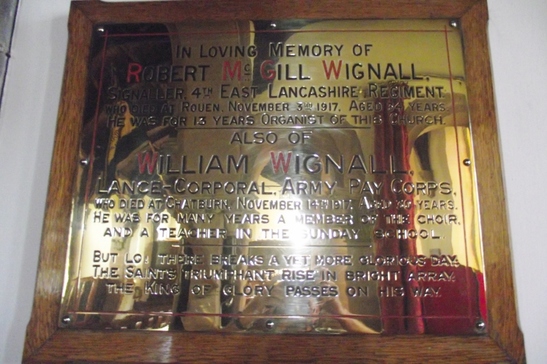 IN LOVING MEMORY OF
ROBERT MCGILL WIGNALL.
SIGNALLER, 4TH EAST LANCASHIRE REGIMENT
WHO DIED AT ROUEN, NOVEMBER 3RD 1917. AGED YEARS
HE WAS FOR 13 YEARS ORGANIST OF THIS CHURCH.
ALSO OF
WILLIAM WIGNALL.
LANCE-CORPORAL, ARMY PAY CORPS.
WHO DIED AT CHATBURN, NOVEMBER AGED YEARS.
HE WAS FOR MANY YEARS A MEMBER OF THE CHOIR,
AND A TEACHER IN THE SUNDAY SCHOOL.
BUT LO: THERE BREAKS A YET MORE GLORIOUS DAY.
THE SAINTS TRIUMPHANT RISE IN BRIGHT ARRAY:
THE KING OF GLORY PASSES ON HIS WAY.